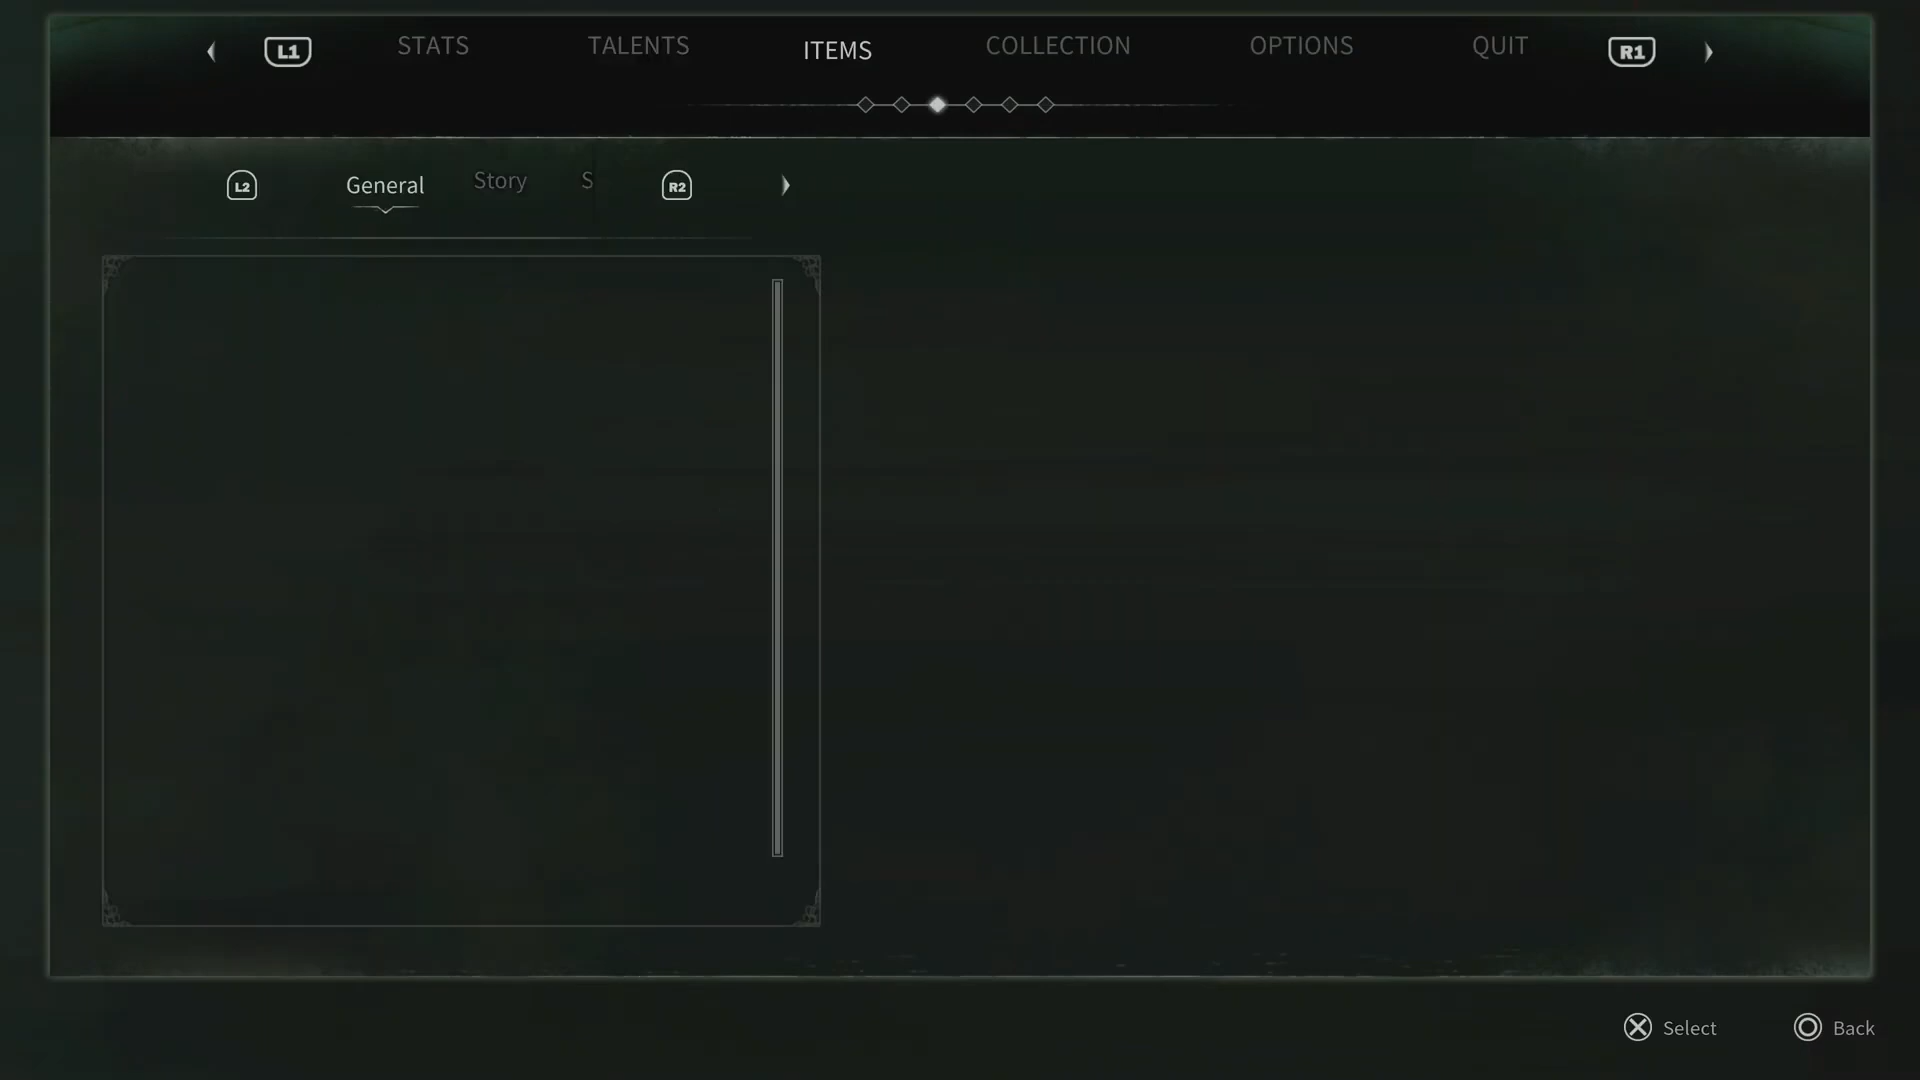 L1 STATS TALENTS ITEMS COLLECTION OPTIONS QUIT R1
L2 General Story S R2
Select Back